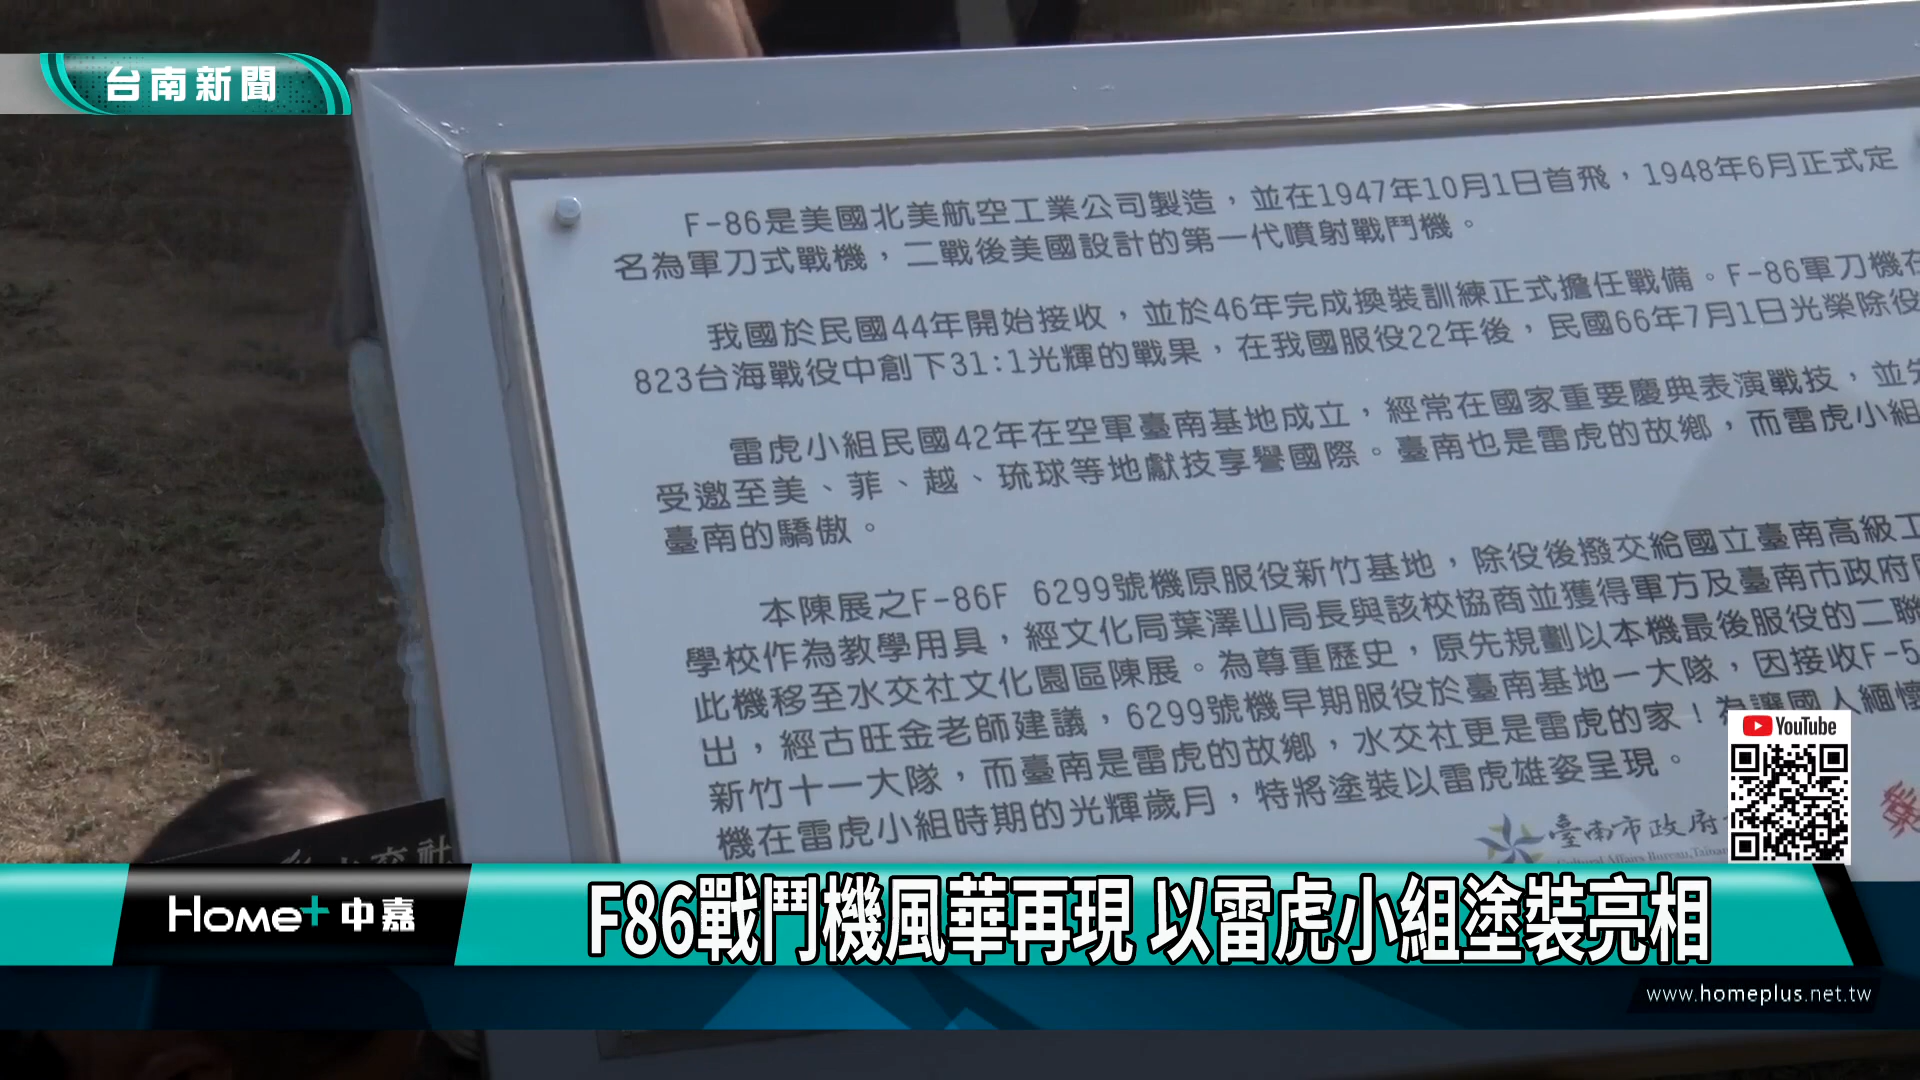 台南新聞
F-86是美國北美航空工業公司製造，並在1947年10月1日首飛，1948年6月正式定
名為軍刀式戰機，二戰後美國設計的第一代噴射戰鬥機。
我國於民國44年開始接收，並於46年完成換裝訓練正式擔任戰備。F-86軍刀機在
823台海戰役中創下31:1光輝的戰果，在我國服役22年後，民國66年7月1日光榮除役
雷虎小組民國42年在空軍臺南基地成立，經常在國家重要慶典表演戰技，並先
受邀至美、菲、越、琉球等地獻技享譽國際。臺南也是雷虎的故鄉，而雷虎小組
臺南的驕傲。
本陳展之F-86F 6299號機原服役新竹基地，除役後撥交給國立臺南高級工
學校作為教學用具，經文化局葉澤山局長與該校協商並獲得軍方及臺南市政府
此機移至水交社文化園區陳展。為尊重歷史，原先規劃以本機最後服役的二聯
出，經古旺金老師建議，6299號機早期服役於臺南基地一大隊，因接收F-5
新竹十一大隊，而臺南是雷虎的故鄉，水交社更是雷虎的家！為讓國人緬懷
機在雷虎小組時期的光輝歲月，特將塗裝以雷虎雄姿呈現。
臺南市政府
Cultural Affairs Bureau, Taina
YouTube
水交社
Home+ 中嘉
F86戰鬥機風華再現 以雷虎小組塗裝亮相
www.homeplus.net.tw